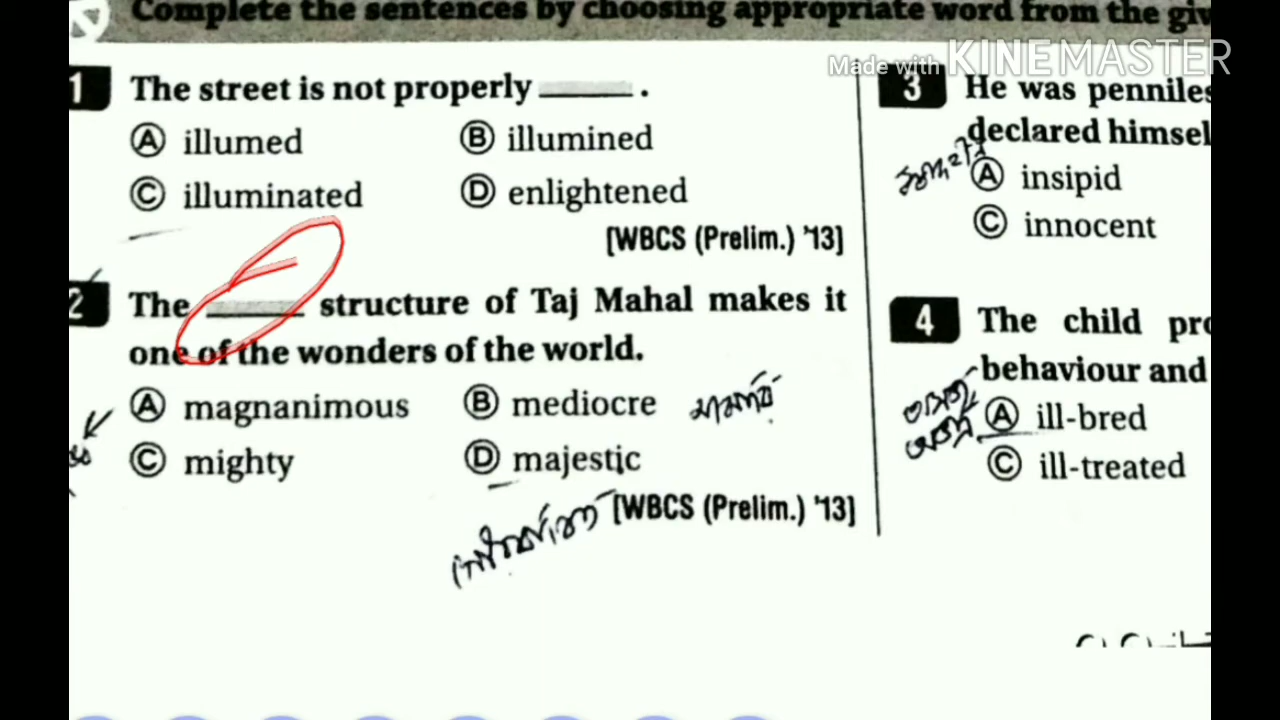 Complete the sentences by choosing appropriate word from the giv
Made with KINEMASTER
1 The street is not properly ______ .
Ⓐ illumed Ⓑ illumined
Ⓒ illuminated Ⓓ enlightened
[WBCS (Prelim.) '13]
2 The ______ structure of Taj Mahal makes it
one of the wonders of the world.
Ⓐ magnanimous Ⓑ mediocre
Ⓒ mighty Ⓓ majestic
[WBCS (Prelim.) '13]
3 He was penniles
declared himsel
Ⓐ insipid
Ⓒ innocent
4 The child pro
behaviour and
Ⓐ ill-bred
Ⓒ ill-treated